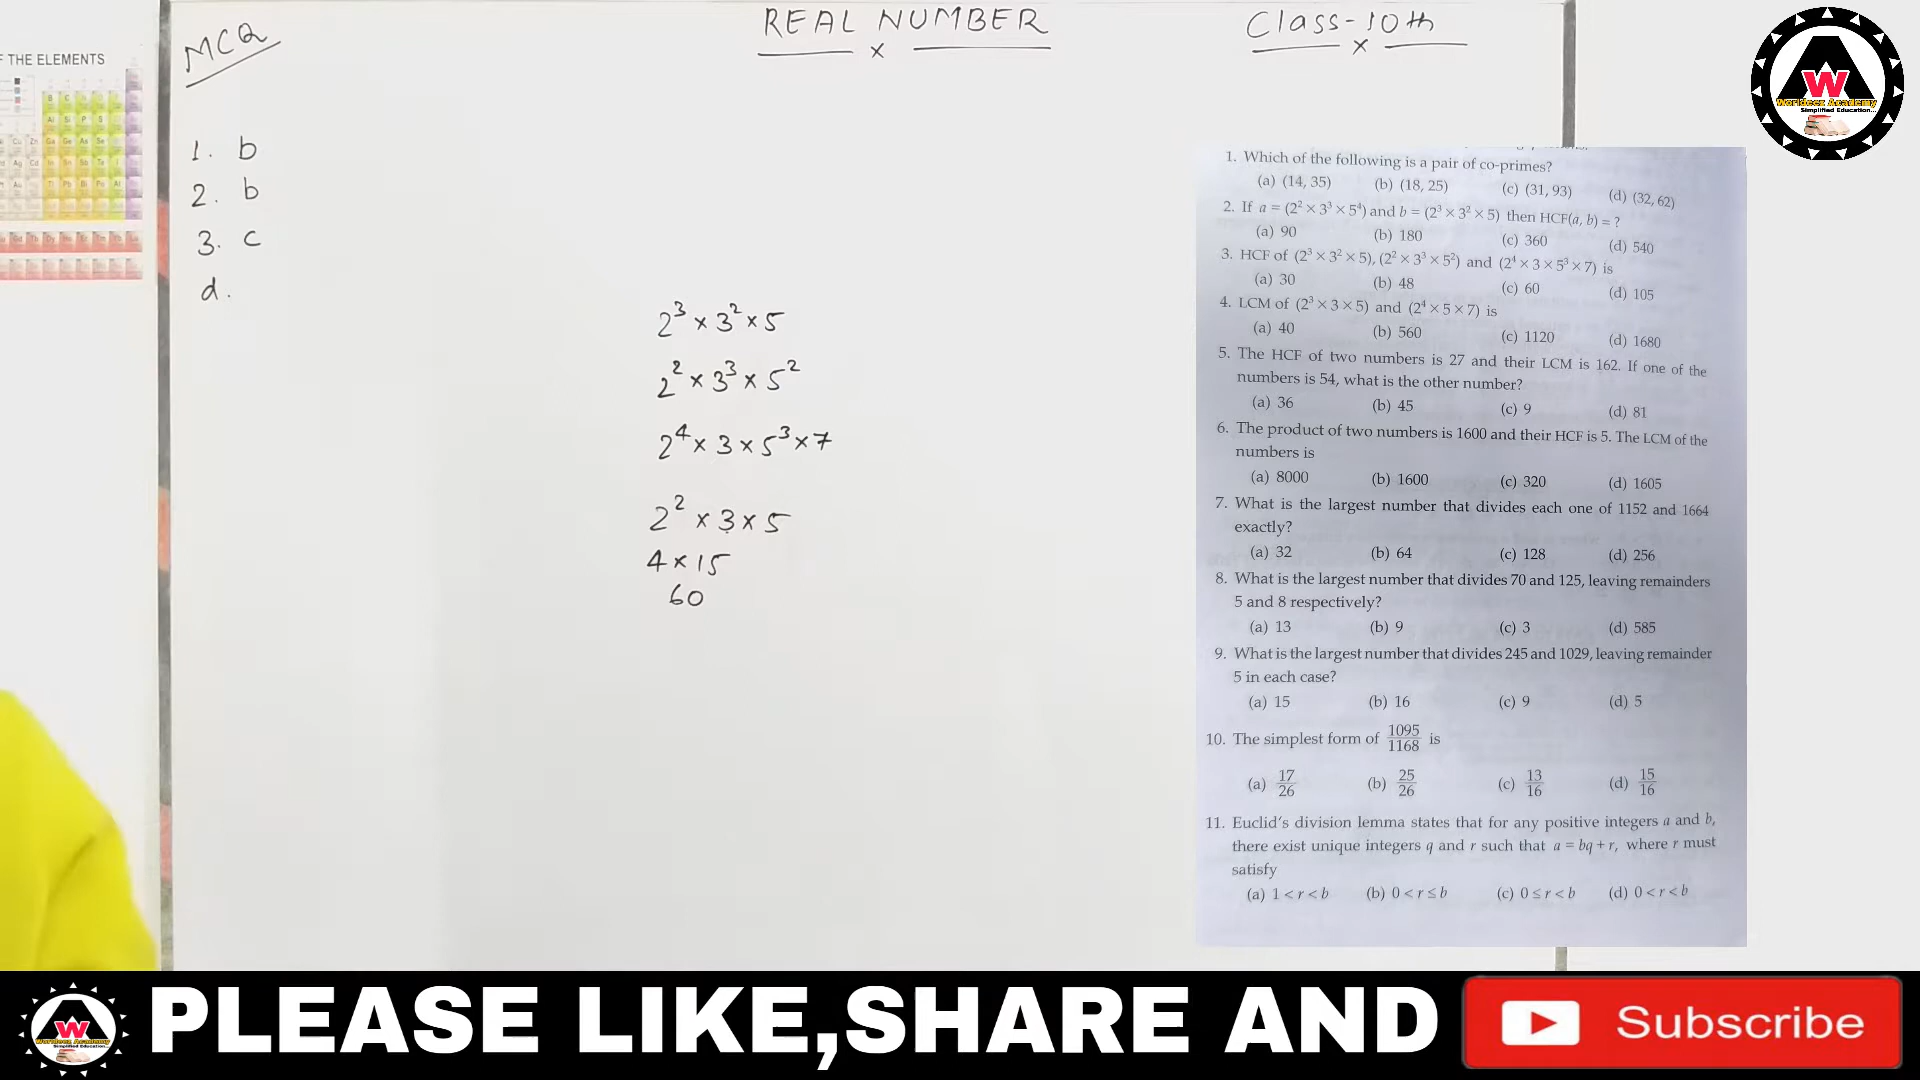 REAL NUMBER
x
Class-10th
x
MCQ
F THE ELEMENTS
1. b
2. b
3. c
d.
2³ × 3² × 5
2² × 3³ × 5²
2⁴ × 3 × 5³ × 7
2² × 3 × 5
4 × 15
60
W
Worldeez Academy
Simplified Education...
1. Which of the following is a pair of co-primes?
(a) (14, 35) (b) (18, 25) (c) (31, 93) (d) (32, 62)
2. If a = (2² × 3³ × 5⁴) and b = (2³ × 3² × 5) then HCF(a, b) = ?
(a) 90 (b) 180 (c) 360 (d) 540
3. HCF of (2³ × 3² × 5), (2² × 3³ × 5²) and (2⁴ × 3 × 5³ × 7) is
(a) 30 (b) 48 (c) 60 (d) 105
4. LCM of (2³ × 3 × 5) and (2⁴ × 5 × 7) is
(a) 40 (b) 560 (c) 1120 (d) 1680
5. The HCF of two numbers is 27 and their LCM is 162. If one of the
numbers is 54, what is the other number?
(a) 36 (b) 45 (c) 9 (d) 81
6. The product of two numbers is 1600 and their HCF is 5. The LCM of the
numbers is
(a) 8000 (b) 1600 (c) 320 (d) 1605
7. What is the largest number that divides each one of 1152 and 1664
exactly?
(a) 32 (b) 64 (c) 128 (d) 256
8. What is the largest number that divides 70 and 125, leaving remainders
5 and 8 respectively?
(a) 13 (b) 9 (c) 3 (d) 585
9. What is the largest number that divides 245 and 1029, leaving remainder
5 in each case?
(a) 15 (b) 16 (c) 9 (d) 5
10. The simplest form of 1095/1168 is
(a) 17/26 (b) 25/26 (c) 13/16 (d) 15/16
11. Euclid's division lemma states that for any positive integers a and b,
there exist unique integers q and r such that a = bq + r, where r must
satisfy
(a) 1 < r < b (b) 0 < r ≤ b (c) 0 ≤ r < b (d) 0 < r < b
W
Worldeez Academy
Simplified Education...
PLEASE LIKE,SHARE AND
Subscribe